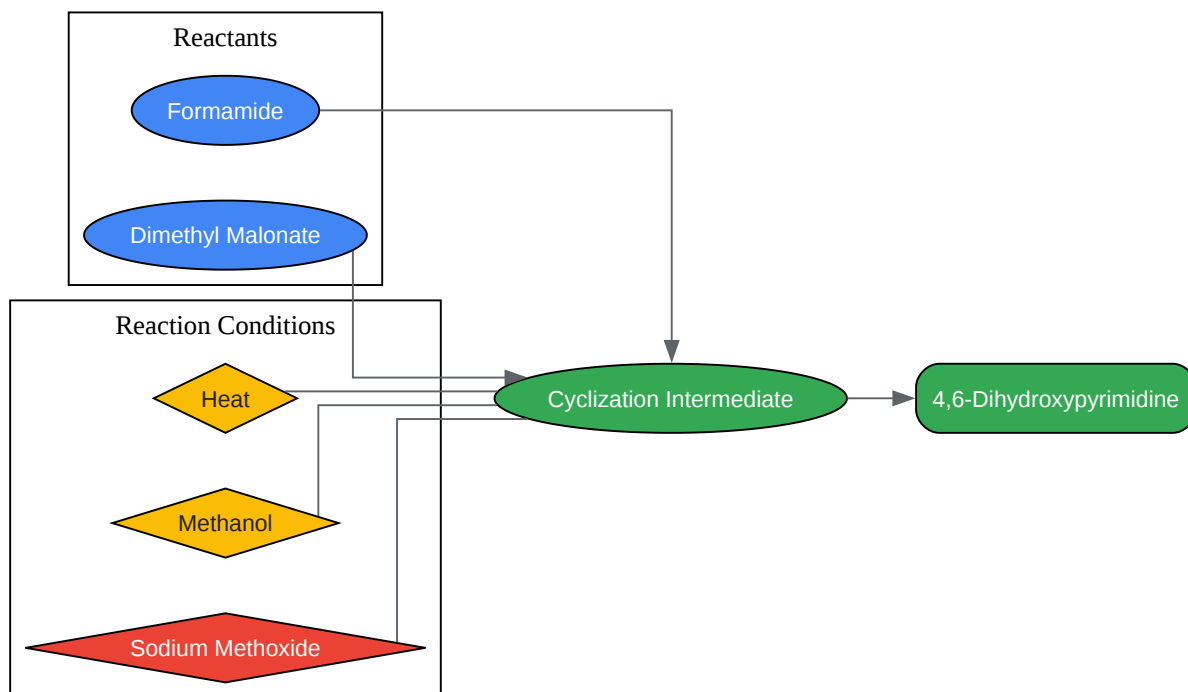 Reactants
Formamide
Dimethyl Malonate
Reaction Conditions
Heat
Cyclization Intermediate
4,6-Dihydroxypyrimidine
Methanol
Sodium Methoxide